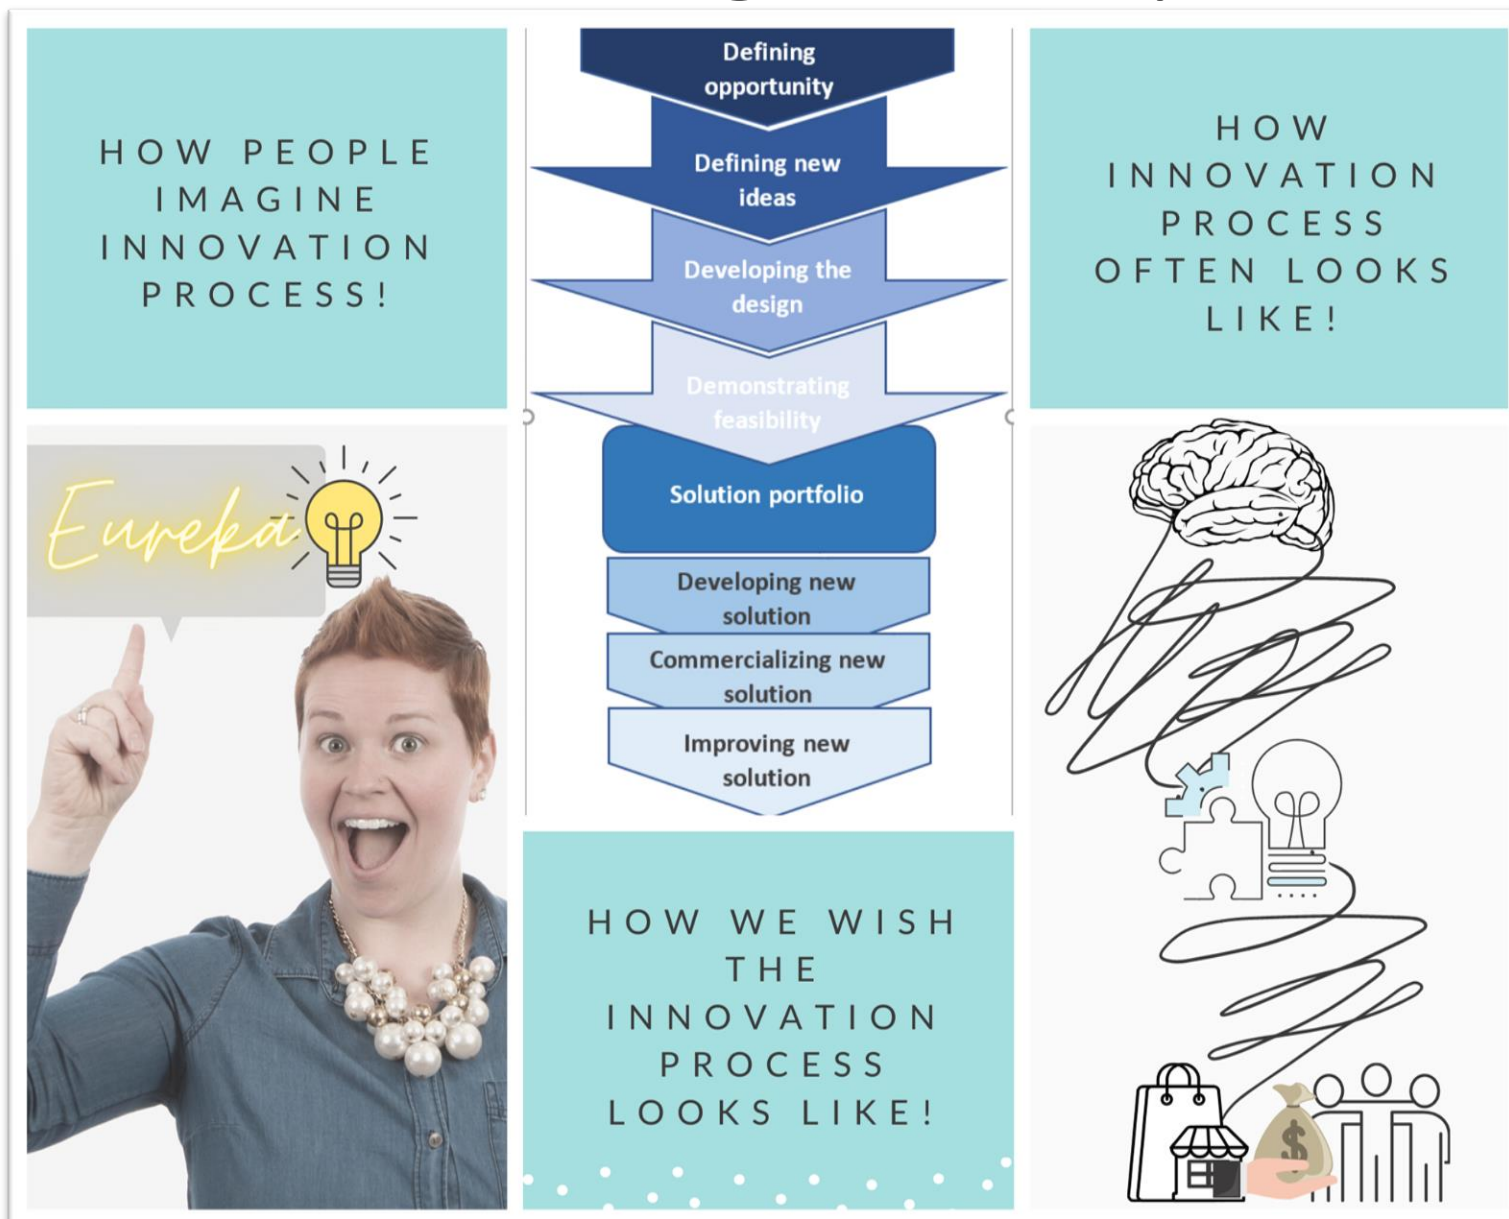 HOW PEOPLE
IMAGINE
INNOVATION
PROCESS!
Eureka
Defining
opportunity
Defining new
ideas
Developing the
design
Demonstrating
feasibility
Solution portfolio
Developing new
solution
Commercializing new
solution
Improving new
solution
HOW WE WISH
THE
INNOVATION
PROCESS
LOOKS LIKE!
HOW
INNOVATION
PROCESS
OFTEN LOOKS
LIKE!
$